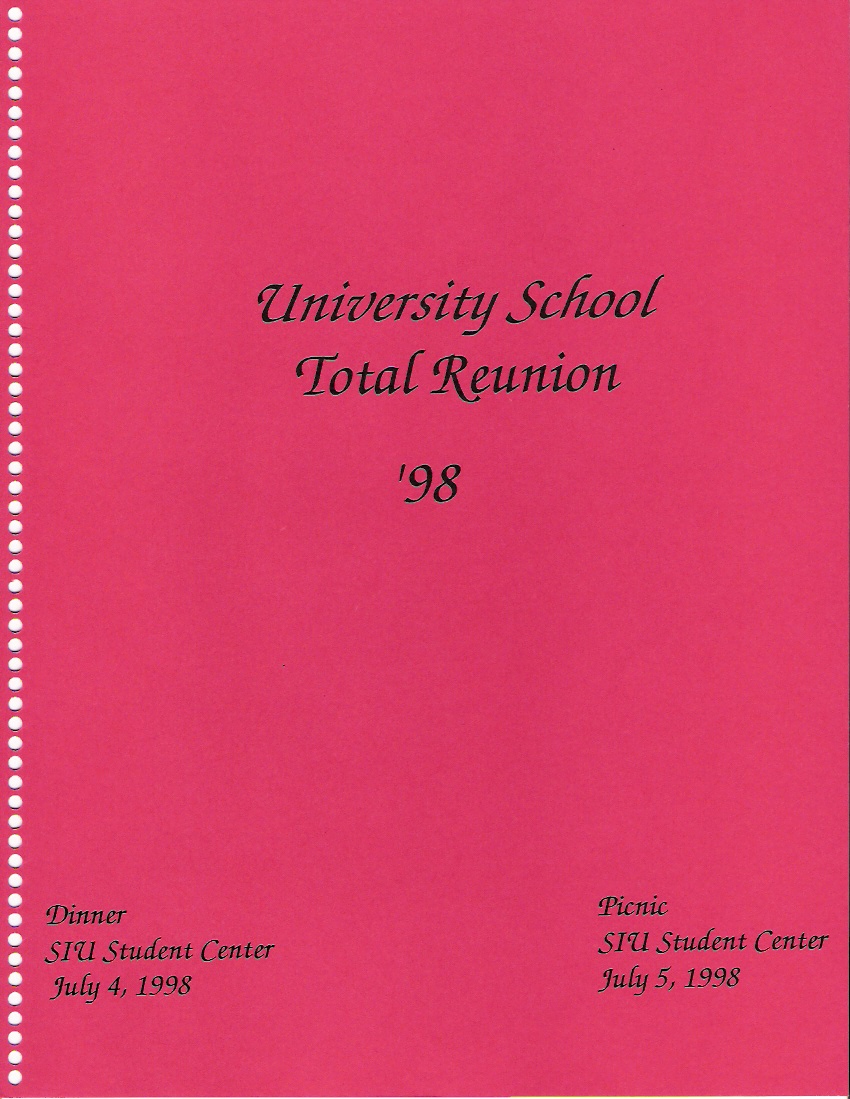 University School
Total Reunion
'98
Dinner
SIU Student Center
July 4, 1998
Picnic
SIU Student Center
July 5, 1998